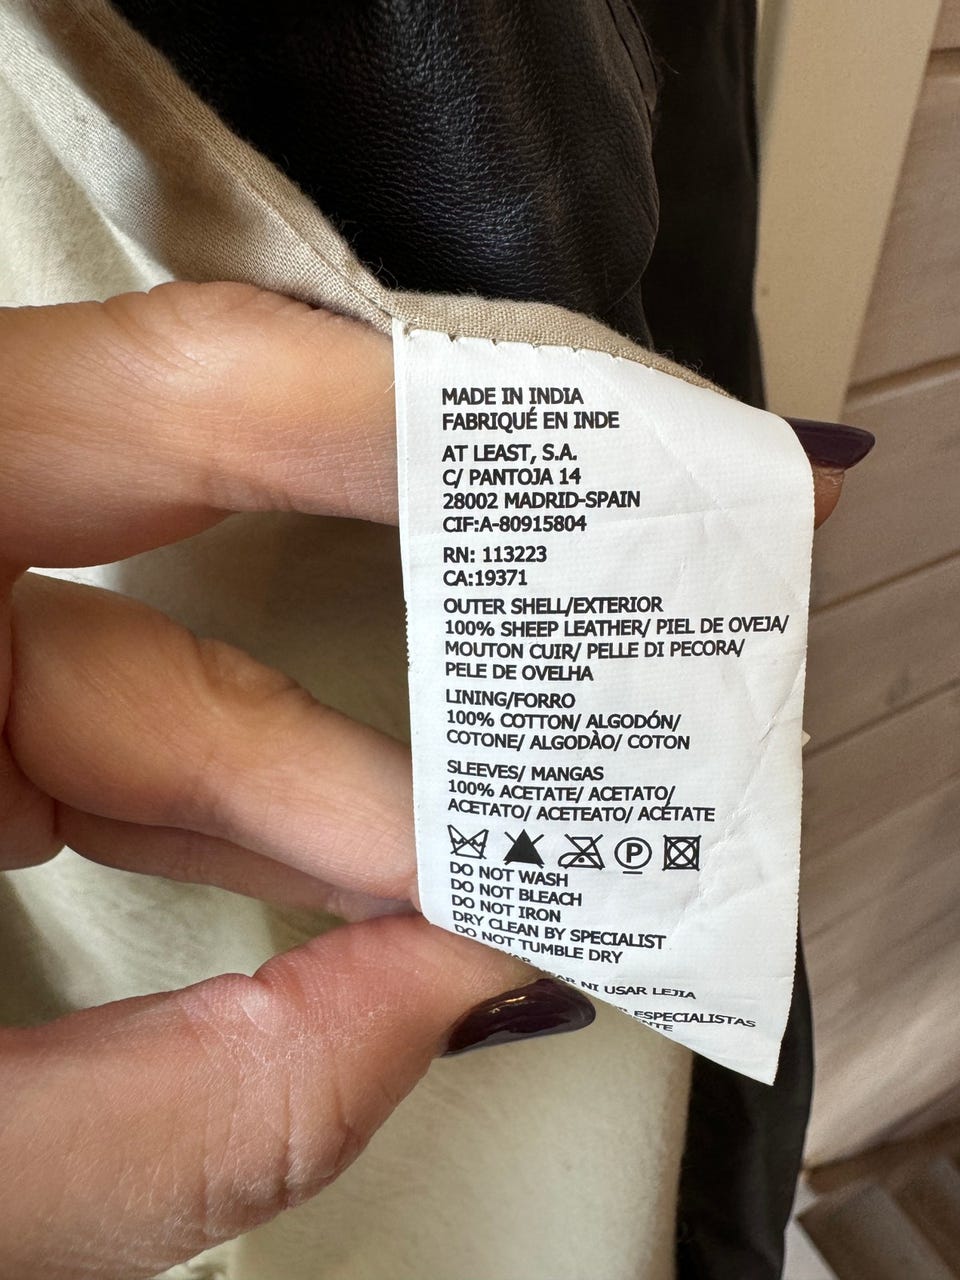 MADE IN INDIA
FABRIQUÉ EN INDE
AT LEAST, S.A.
C/ PANTOJA 14
28002 MADRID-SPAIN
CIF:A-80915804
RN: 113223
CA:19371
OUTER SHELL/EXTERIOR
100% SHEEP LEATHER/ PIEL DE OVEJA/
MOUTON CUIR/ PELLE DI PECORA/
PELE DE OVELHA
LINING/FORRO
100% COTTON/ ALGODÓN/
COTONE/ ALGODÀO/ COTON
SLEEVES/ MANGAS
100% ACETATE/ ACETATO/
ACETATO/ ACETEATO/ ACÉTATE
P
DO NOT WASH
DO NOT BLEACH
DO NOT IRON
DRY CLEAN BY SPECIALIST
DO NOT TUMBLE DRY
NI USAR LEJIA
ESPECIALISTAS